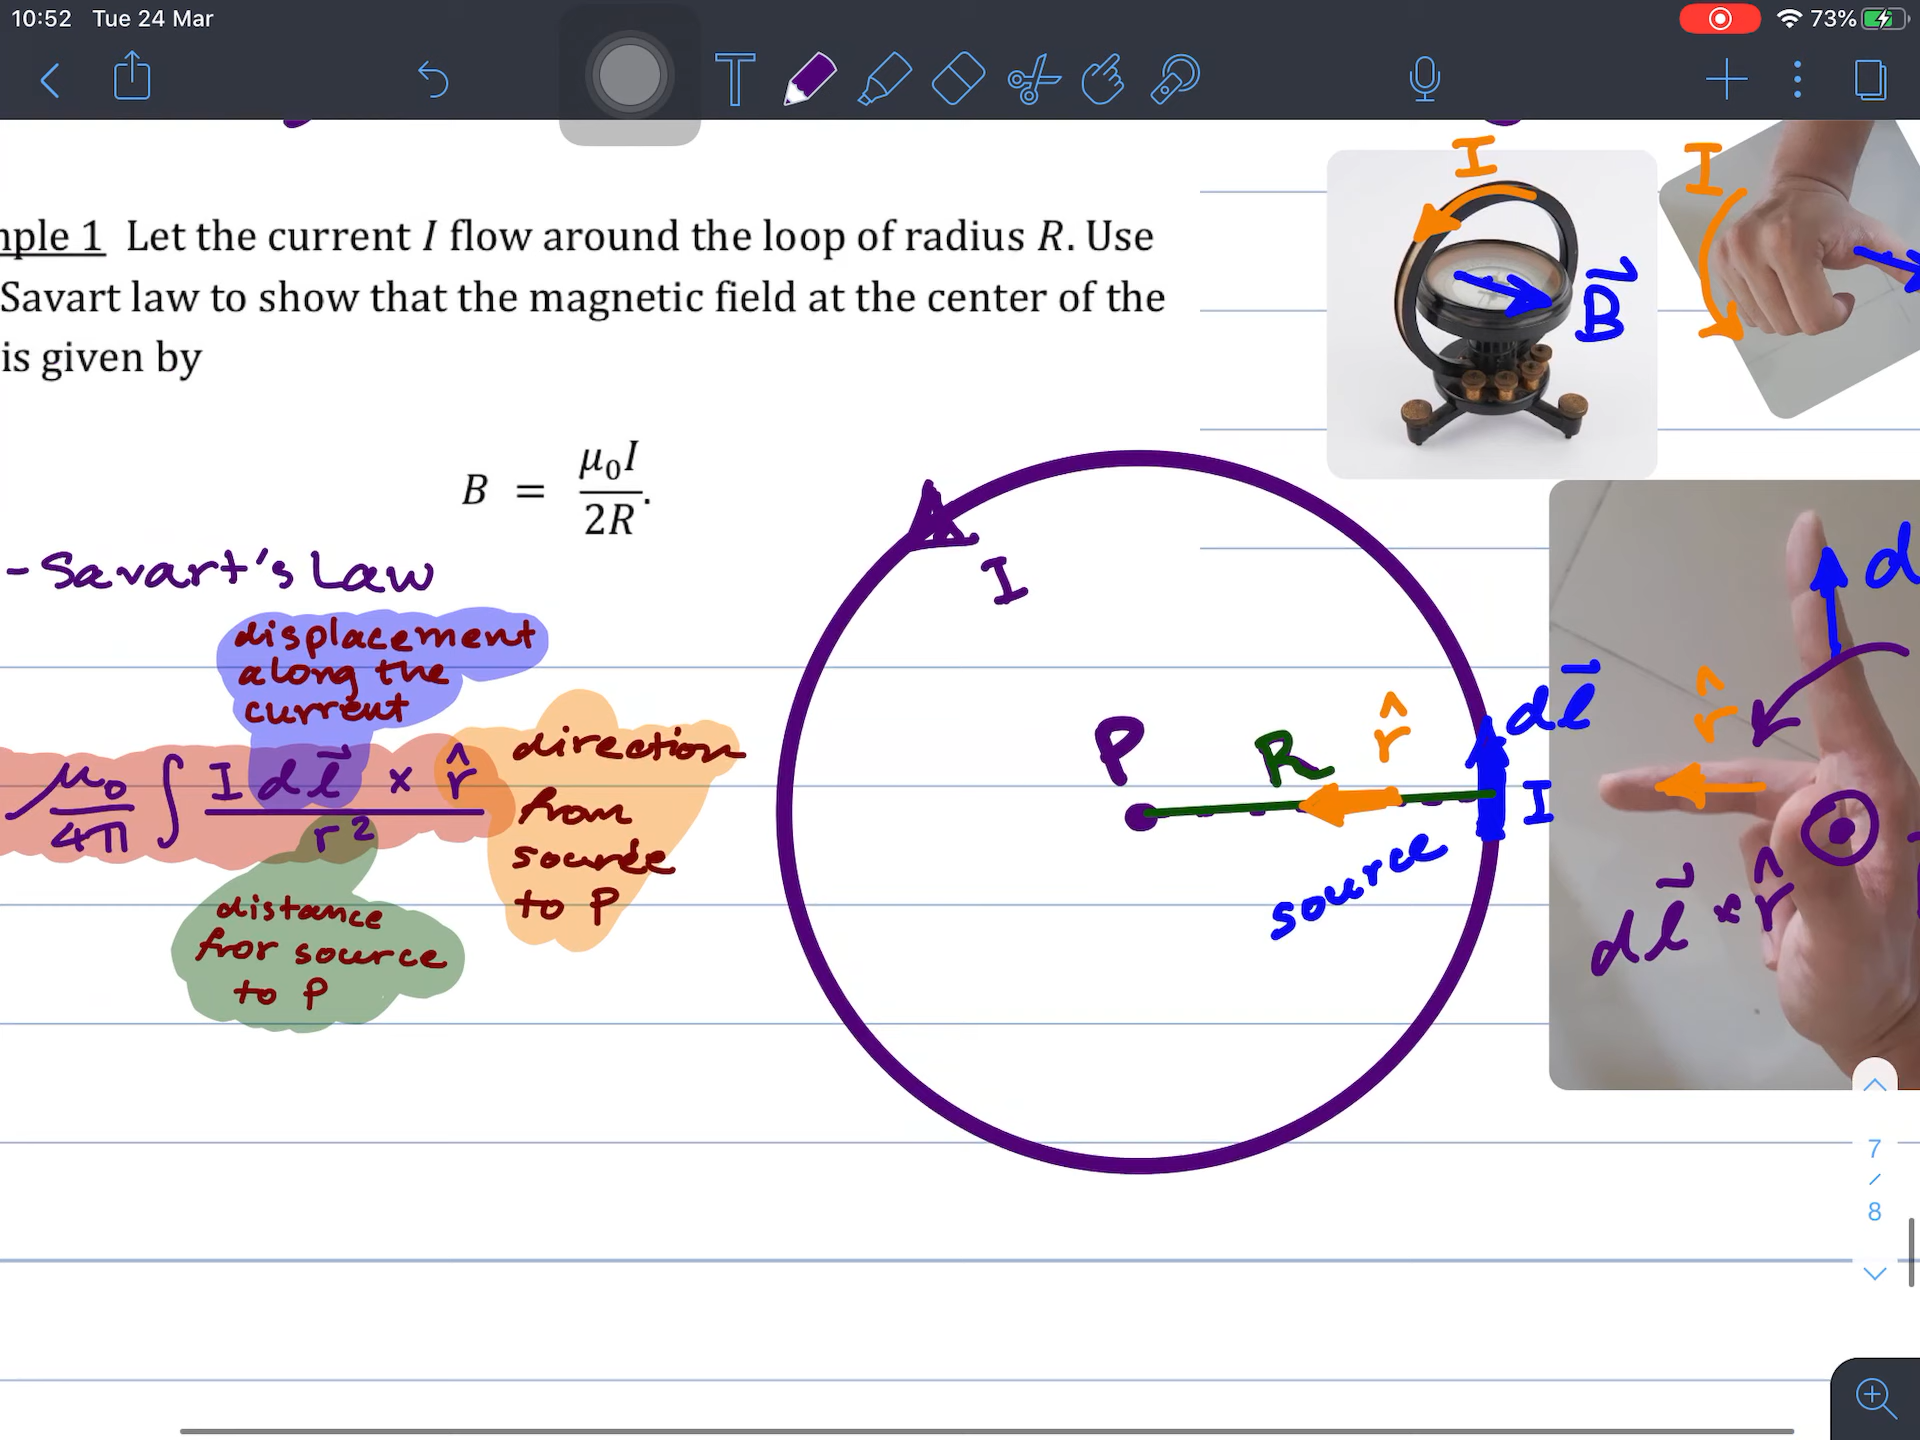 10:52 Tue 24 Mar
73%
T
mple 1 Let the current I flow around the loop of radius R. Use
Savart law to show that the magnetic field at the center of the
is given by
B = μ₀I / 2R.
- Savart's Law
displacement
along the
current
μ₀/4π ∫ I dl⃗ × r̂ / r²
direction
from
source
to P
distance
fror source
to P
I
P
R
r̂
dl⃗
I
source
I
B⃗
I
d
r̂
dl⃗ × r̂
7
/
8